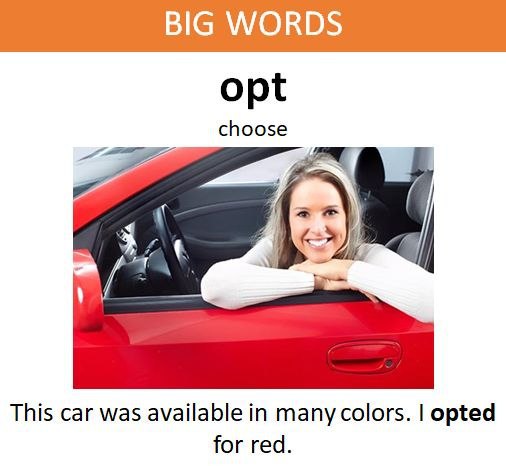 BIG WORDS
opt
choose
This car was available in many colors. I opted
for red.